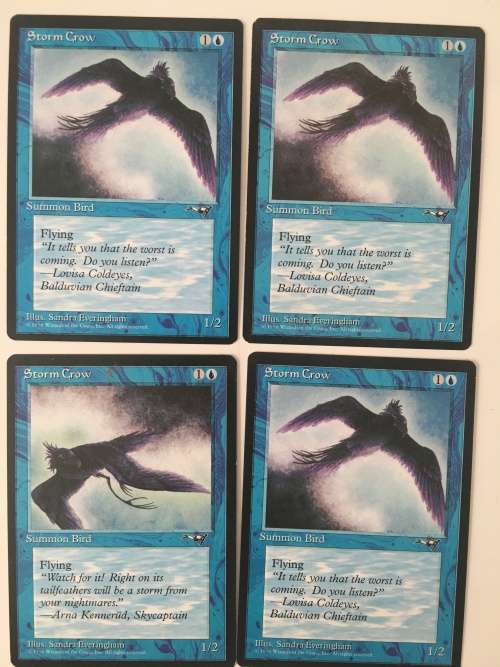 Storm Crow 1
Summon Bird
Flying
"It tells you that the worst is
coming. Do you listen?"
—Lovisa Coldeyes,
Balduvian Chieftain
Illus. Sandra Everingham
1/2
Storm Crow 1
Summon Bird
Flying
"It tells you that the worst is
coming. Do you listen?"
—Lovisa Coldeyes,
Balduvian Chieftain
Illus. Sandra Everingham
1/2
Storm Crow 1
Summon Bird
Flying
"Watch for it! Right on its
tailfeathers will be a storm from
your nightmares."
—Arna Kennerüd, Skycaptain
Illus. Sandra Everingham
1/2
Storm Crow 1
Summon Bird
Flying
"It tells you that the worst is
coming. Do you listen?"
—Lovisa Coldeyes,
Balduvian Chieftain
Illus. Sandra Everingham
1/2